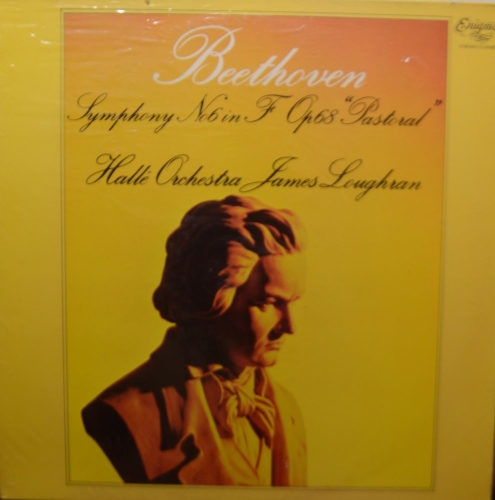 Enigma
Beethoven
Symphony No6 in F Op68 "Pastoral"
Hallé Orchestra James Loughran